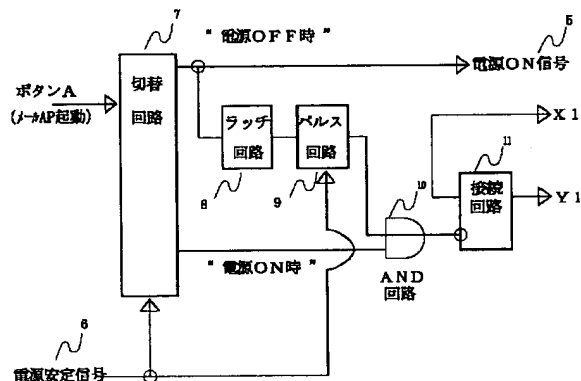 7
“ 電源OFF時 ”
5
電源ON信号
ボタンA
(メールAP起動)
切替
回路
ラッチ
回路
8
パルス
回路
9
X1
11
接続
回路
Y1
10
AND
回路
“ 電源ON時 ”
6
電源安定信号